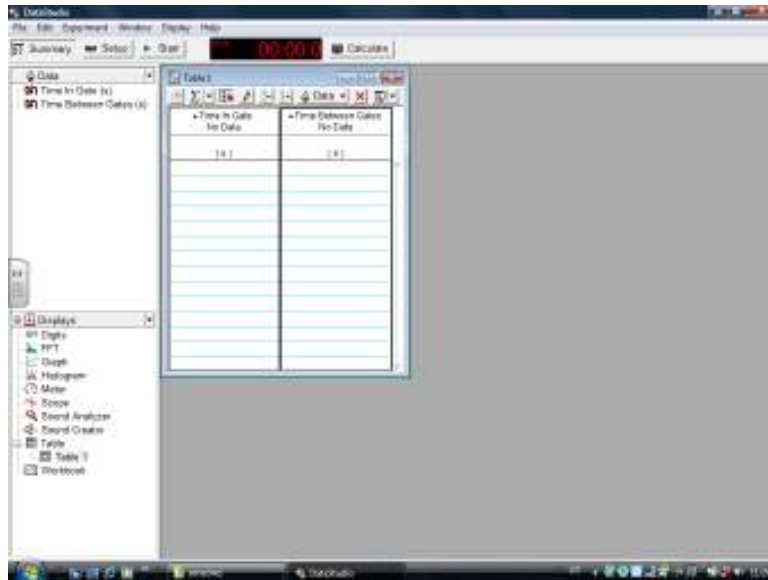 DataStudio
File Edit Experiment Window Display Help
Summary Setup Start 00:00.0 Calculate
Data
Time In Gate (s)
Time Between Gates (s)
Table 1
Data
Time In Gate
No Data
Time Between Gates
No Data
Displays
Digits
FFT
Graph
Histogram
Meter
Scope
Sound Analyzer
Sound Creator
Table
Table 1
Workbook
DataStudio